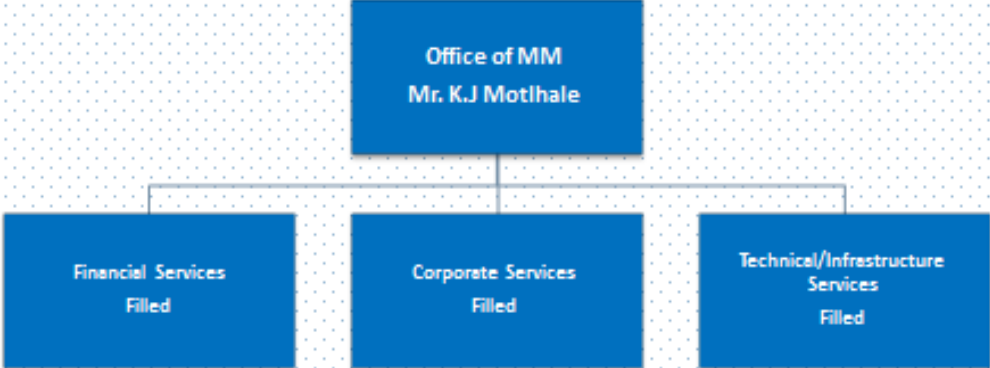 Office of MM
Mr. K.J Motlhale
Financial Services
Filled
Corporate Services
Filled
Technical/Infrastructure
Services
Filled